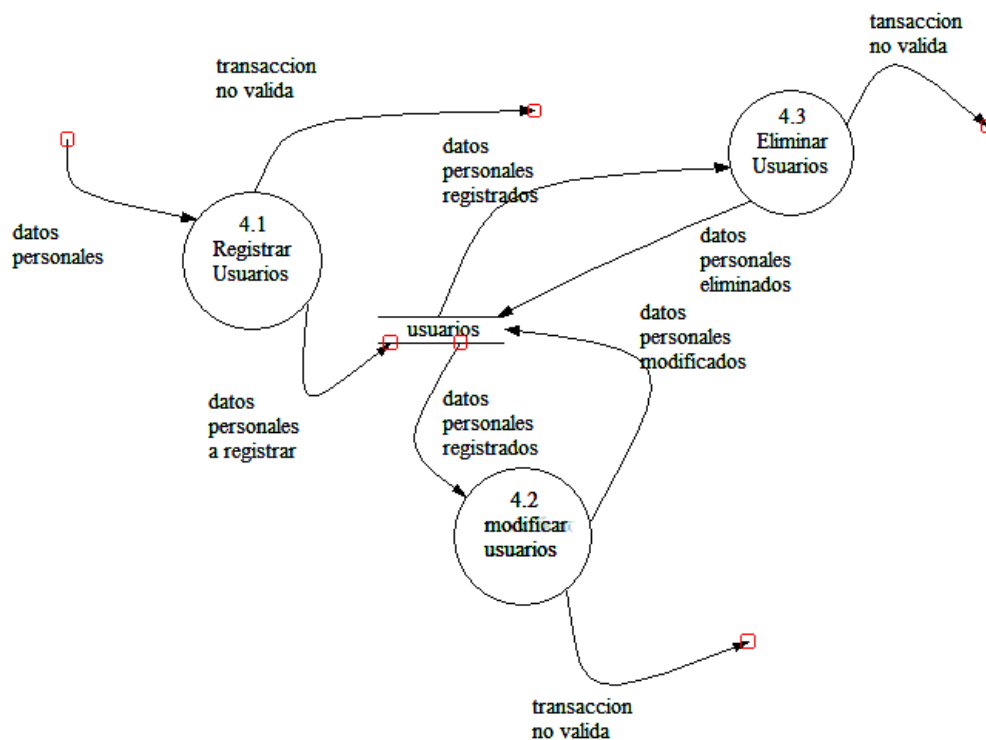 tansaccion
no valida
transaccion
no valida
4.3
Eliminar
Usuarios
datos
personales
registrados
4.1
Registrar
Usuarios
datos
personales
datos
personales
eliminados
usuarios
datos
personales
modificados
datos
personales
a registrar
datos
personales
registrados
4.2
modificar
usuarios
transaccion
no valida